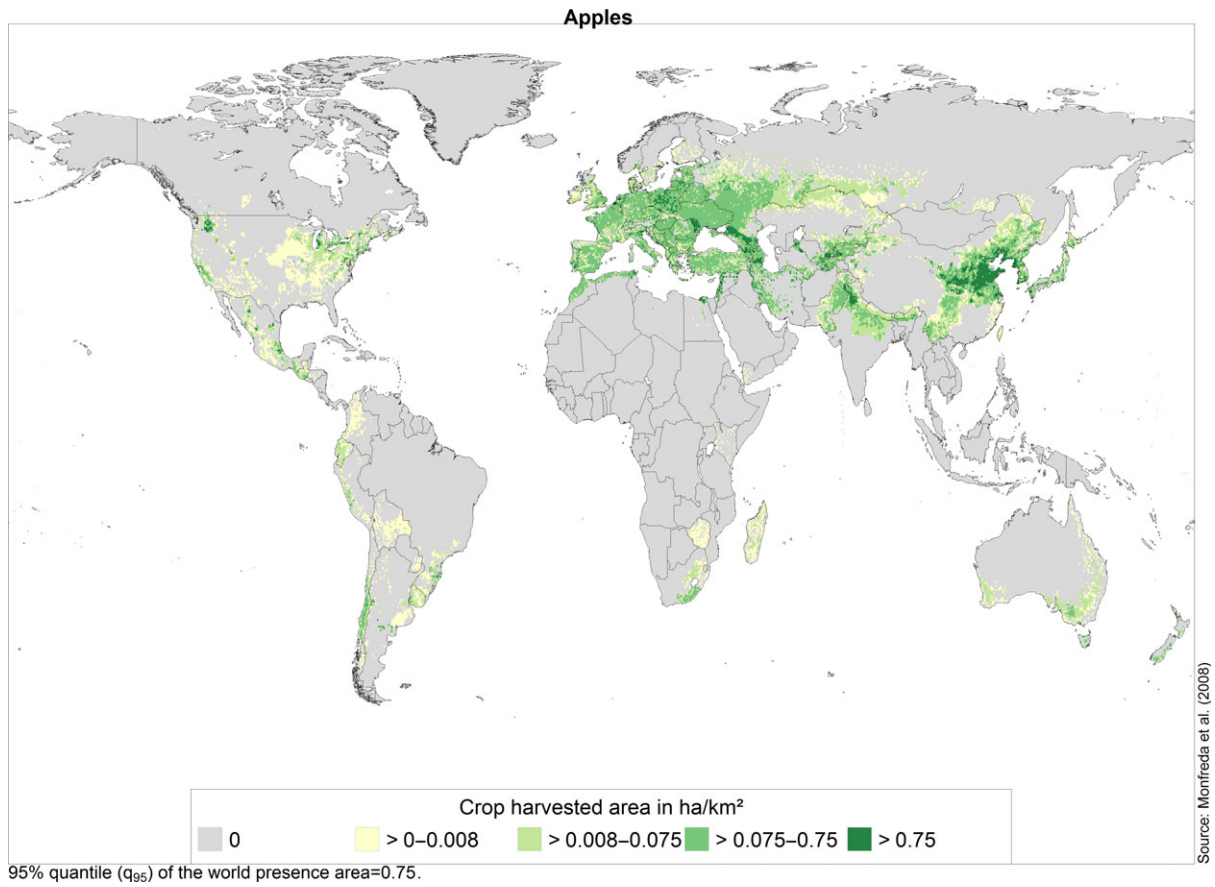 Apples
Source: Monfreda et al. (2008)
Crop harvested area in ha/km²
0 > 0–0.008 > 0.008–0.075 > 0.075–0.75 > 0.75
95% quantile (q95) of the world presence area=0.75.